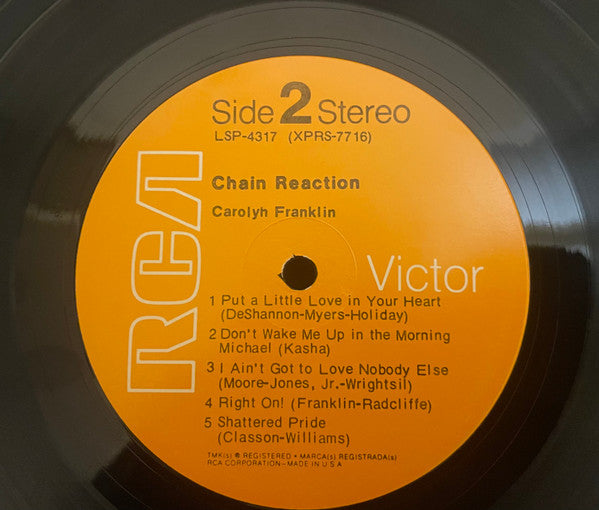 Side 2 Stereo
LSP-4317 (XPRS-7716)
Chain Reaction
Carolyh Franklin
RCA
Victor
1 Put a Little Love in Your Heart
(DeShannon-Myers-Holiday)
2 Don't Wake Me Up in the Morning
Michael (Kasha)
3 I Ain't Got to Love Nobody Else
(Moore-Jones, Jr.-Wrightsil)
4 Right On! (Franklin-Radcliffe)
5 Shattered Pride
(Classon-Williams)
TMK(s) ® REGISTERED • MARCA(s) REGISTRADA(s)
RCA CORPORATION–MADE IN U.S.A